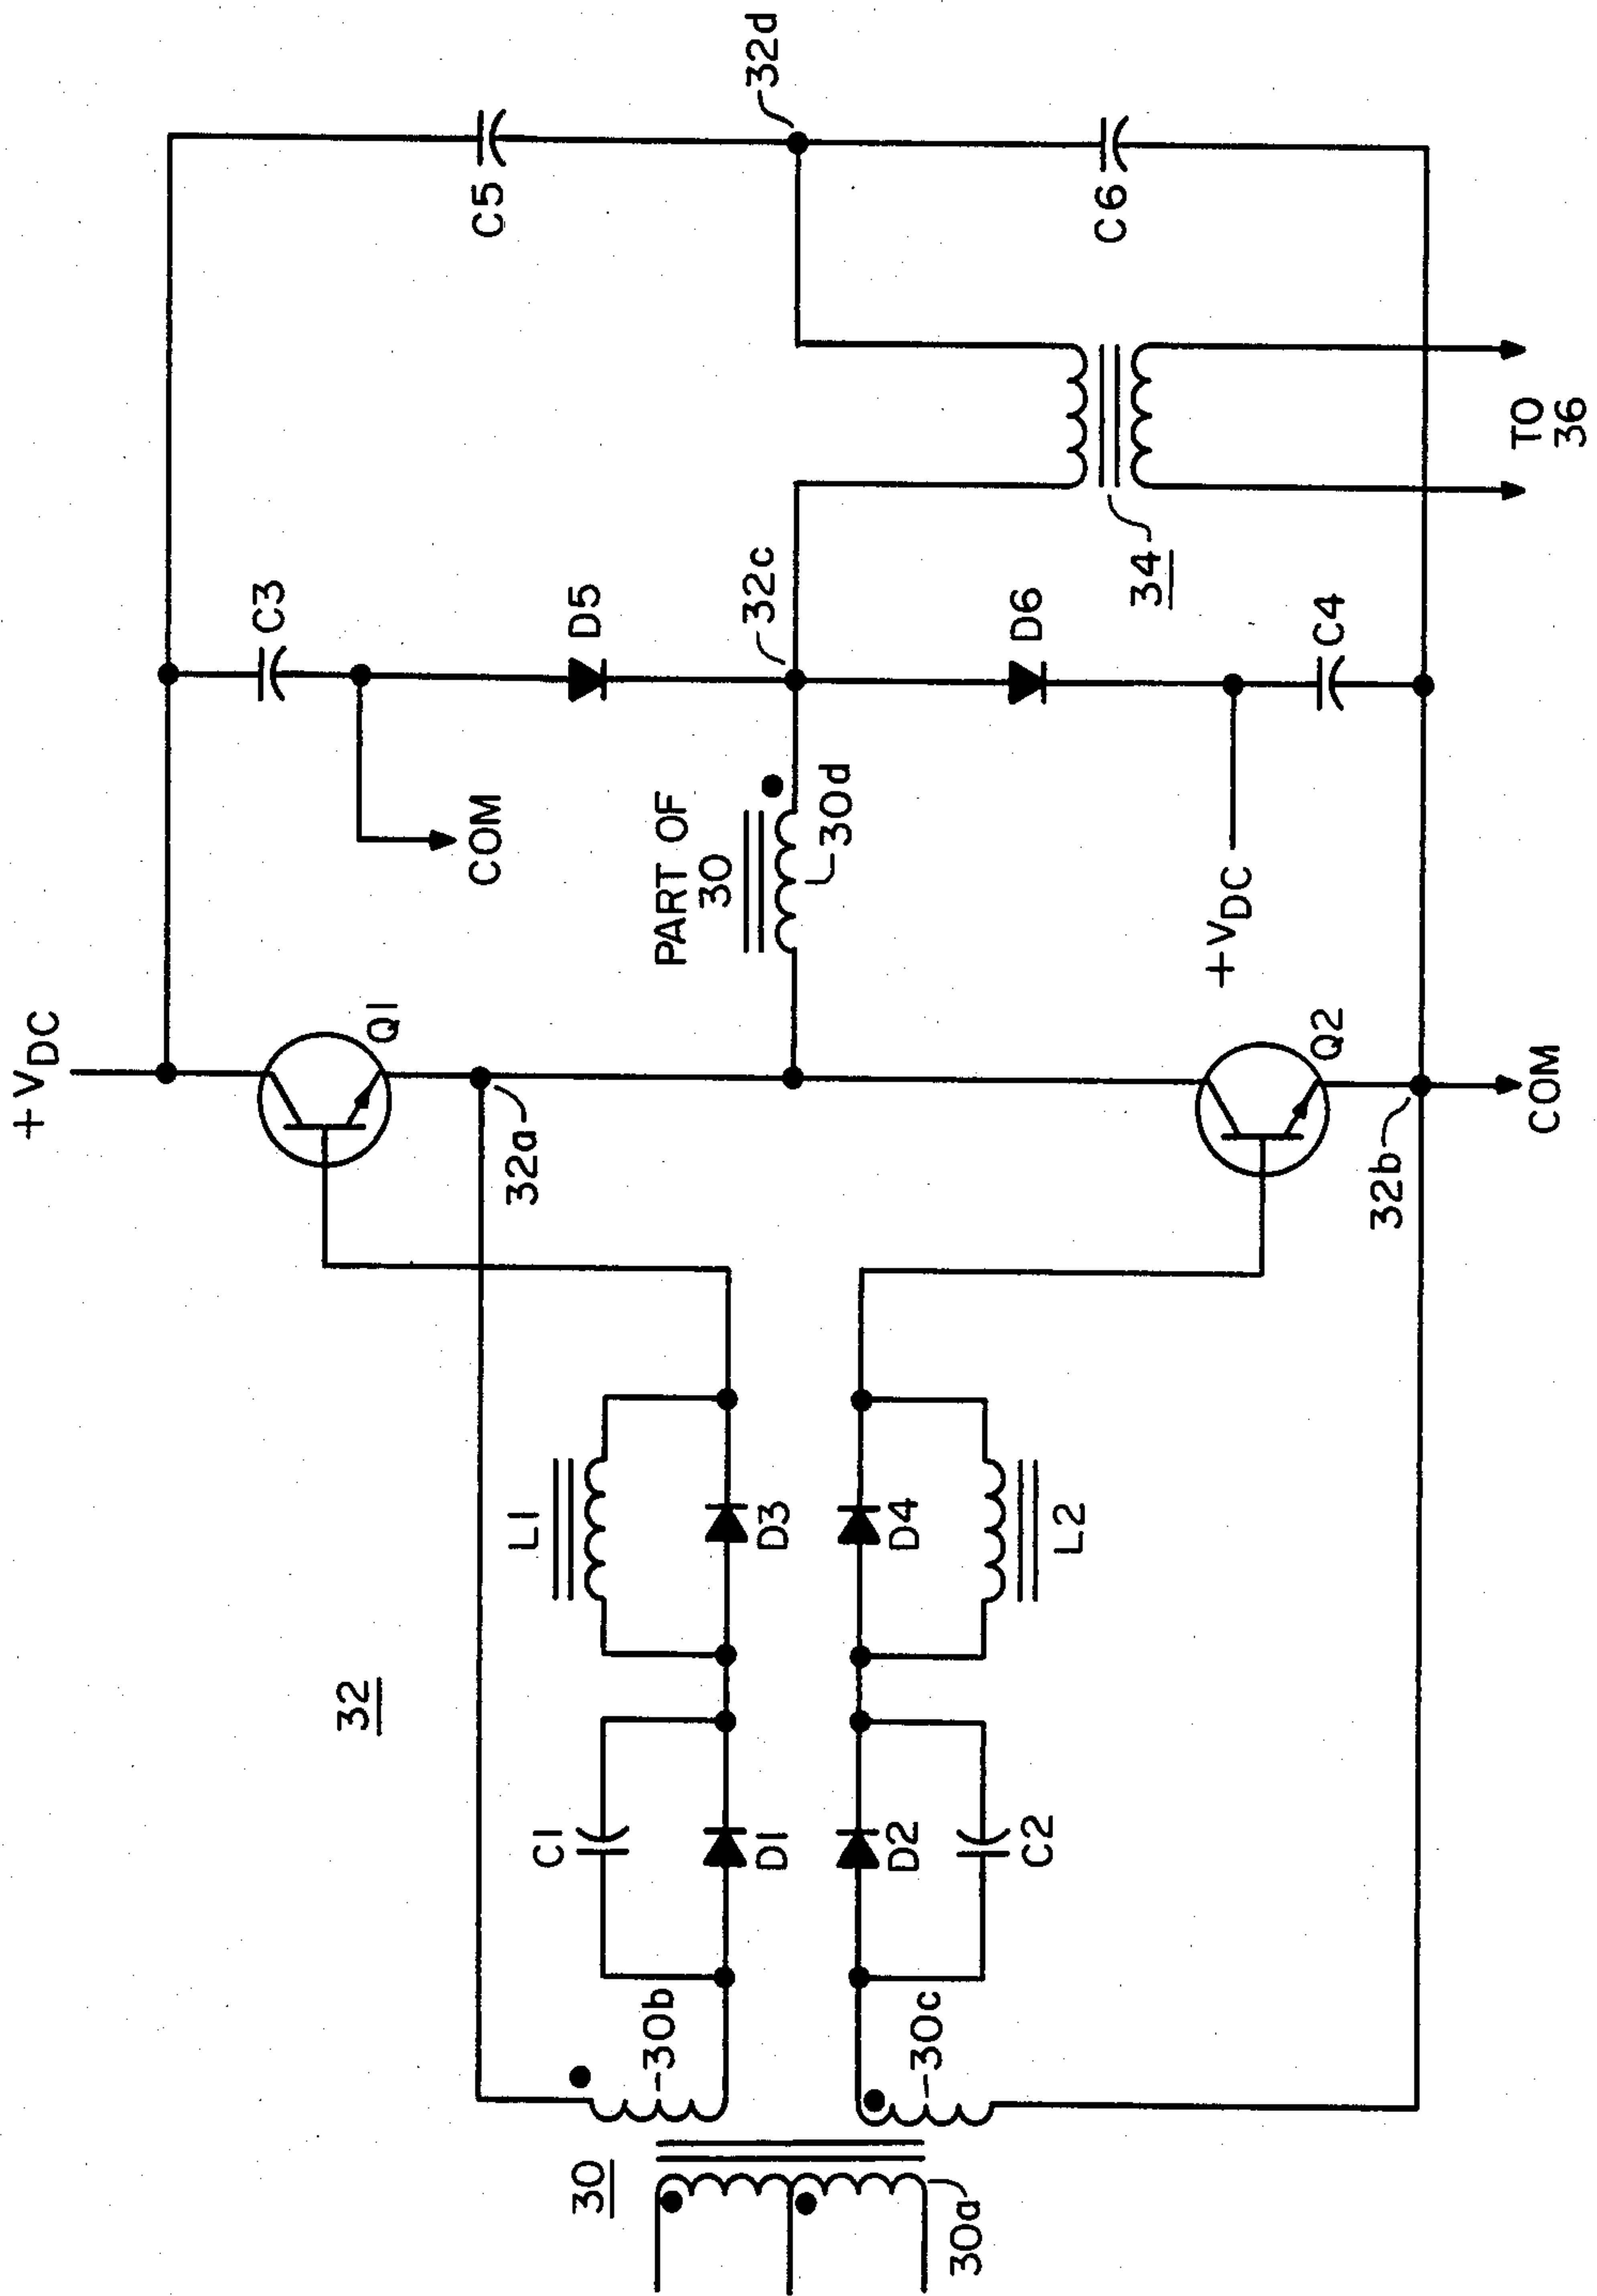 + VDC
32d
C3
C5
Q1
COM
D5
32c
32a
PART OF
30
30d
32
L1
C1
D3
D1
30b
30
30a
30c
D2
D4
C2
L2
D6
34
C6
+ VDC
C4
Q2
32b
COM
TO
36